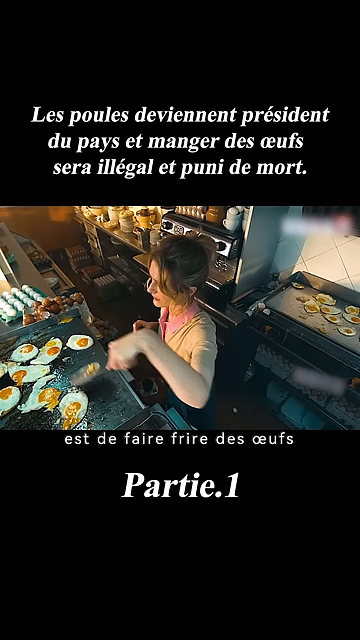 Les poules deviennent président
du pays et manger des œufs
sera illégal et puni de mort.
est de faire frire des œufs
Partie.1